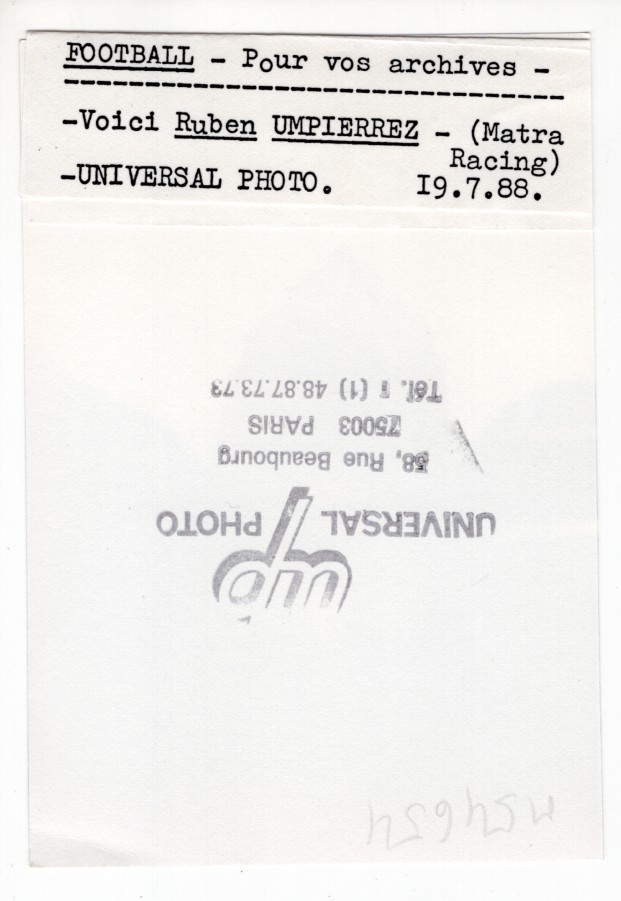 FOOTBALL - Pour vos archives -
-Voici Ruben UMPIERREZ - (Matra
Racing)
-UNIVERSAL PHOTO. I9.7.88.
UNIVERSAL PHOTO
58, Rue Beaubourg
75003 PARIS
Tél. : (1) 48.87.73.73